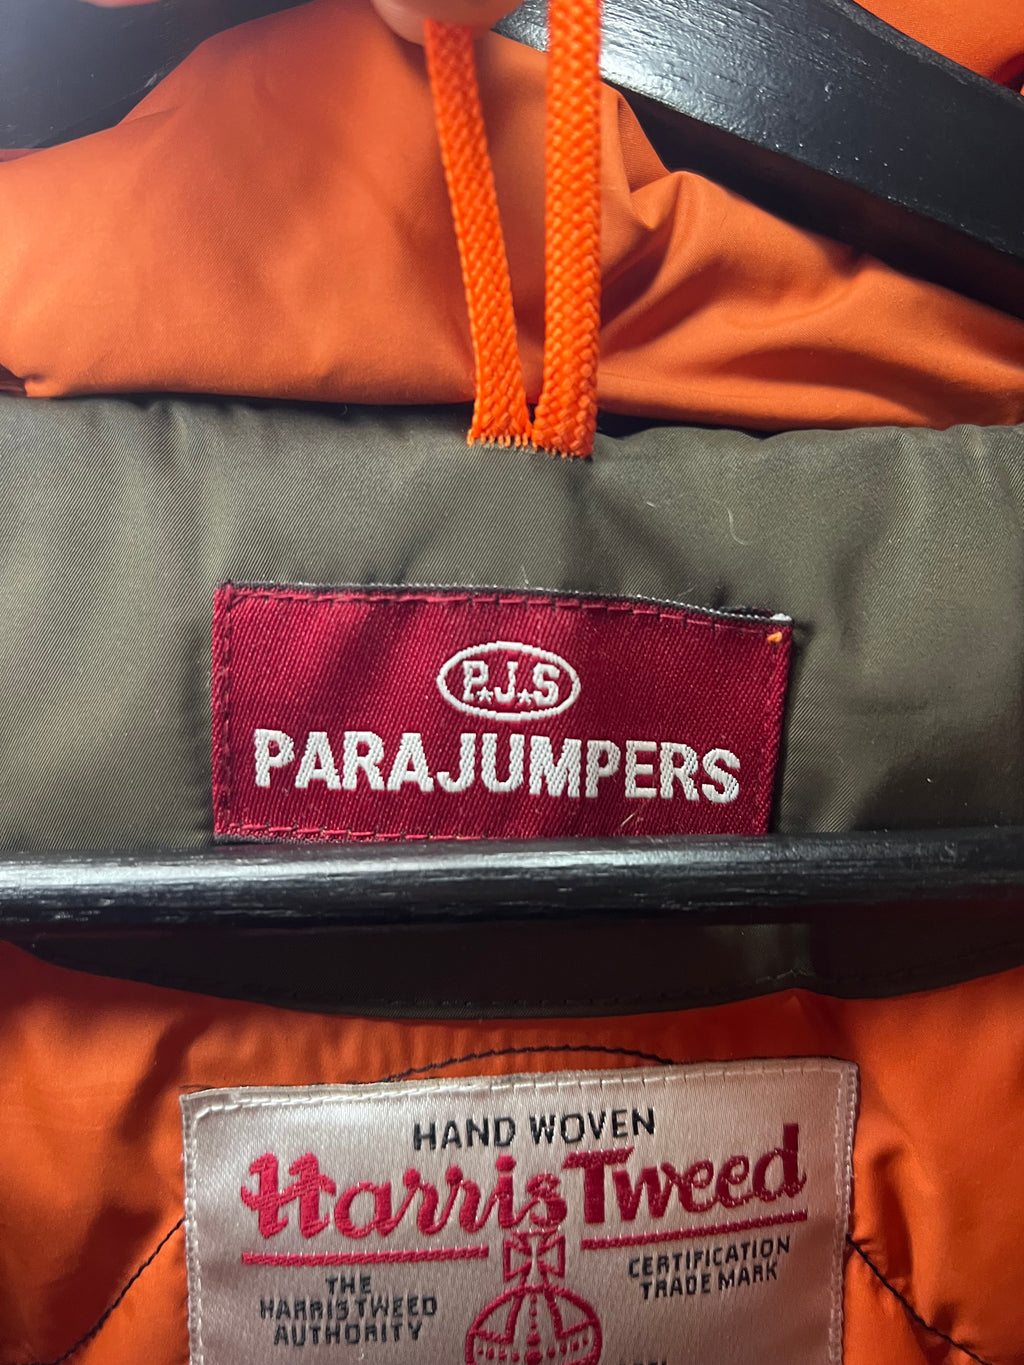 P.J.S
PARAJUMPERS
HAND WOVEN
Harris Tweed
THE
HARRIS TWEED
AUTHORITY
CERTIFICATION
TRADE MARK